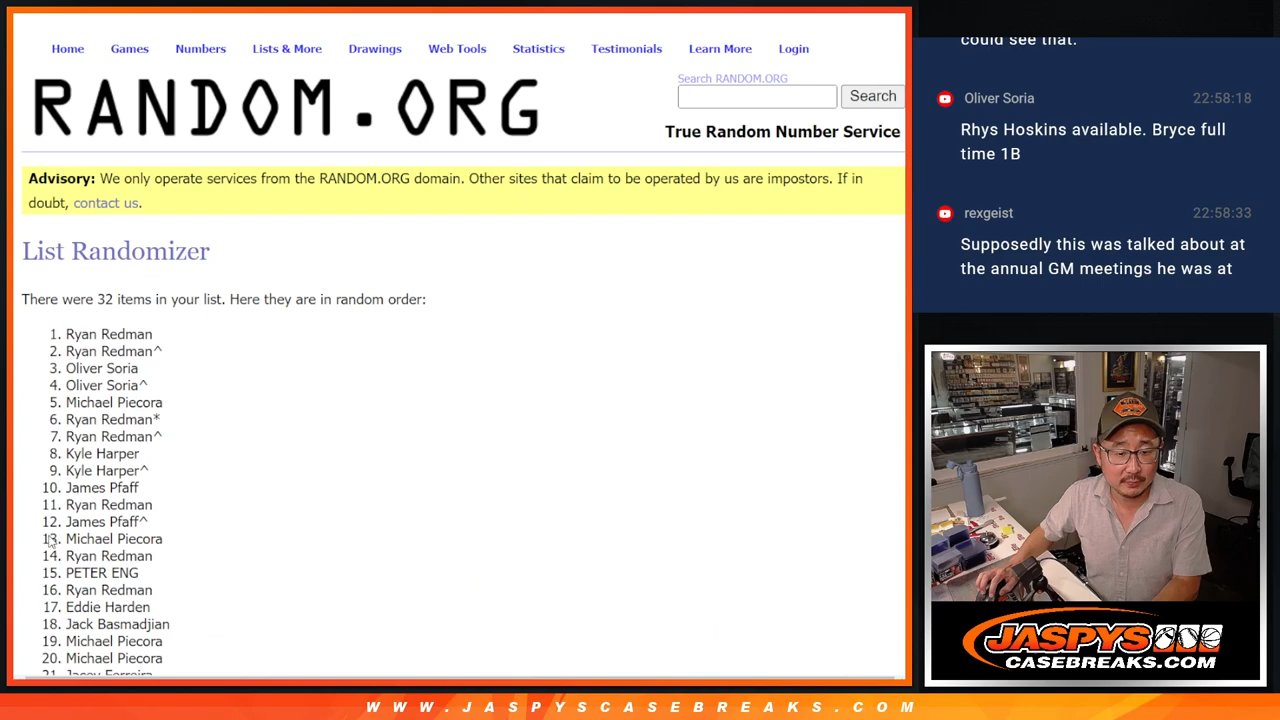 Home Games Numbers Lists & More Drawings Web Tools Statistics Testimonials Learn More Login
RANDOM.ORG
Search RANDOM.ORG
Search
True Random Number Service
Advisory: We only operate services from the RANDOM.ORG domain. Other sites that claim to be operated by us are impostors. If in
doubt, contact us.
List Randomizer
There were 32 items in your list. Here they are in random order:
1. Ryan Redman
2. Ryan Redman^
3. Oliver Soria
4. Oliver Soria^
5. Michael Piecora
6. Ryan Redman*
7. Ryan Redman^
8. Kyle Harper
9. Kyle Harper^
10. James Pfaff
11. Ryan Redman
12. James Pfaff^
13. Michael Piecora
14. Ryan Redman
15. PETER ENG
16. Ryan Redman
17. Eddie Harden
18. Jack Basmadjian
19. Michael Piecora
20. Michael Piecora
21. Jacey Ferreira
could see that.
Oliver Soria 22:58:18
Rhys Hoskins available. Bryce full
time 1B
rexgeist 22:58:33
Supposedly this was talked about at
the annual GM meetings he was at
JASPYS
CASEBREAKS.COM
WWW.JASPYSCASEBREAKS.COM